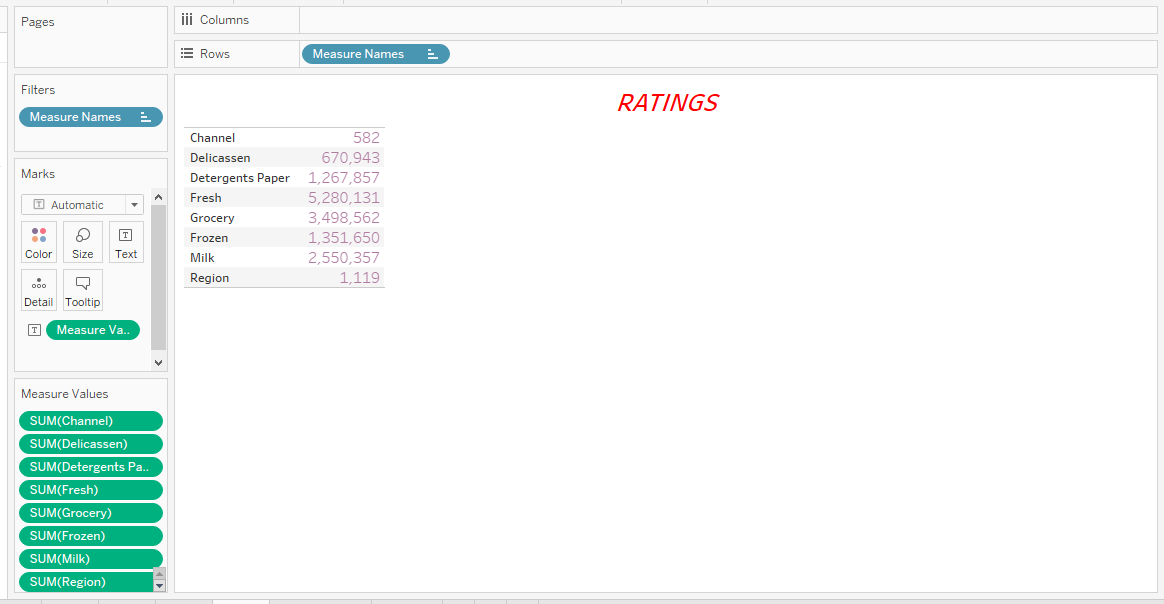 Pages
Columns
Rows
Measure Names
Filters
Measure Names
Marks
Automatic
Color
Size
Text
Detail
Tooltip
Measure Va..
Measure Values
SUM(Channel)
SUM(Delicassen)
SUM(Detergents Pa..
SUM(Fresh)
SUM(Grocery)
SUM(Frozen)
SUM(Milk)
SUM(Region)
RATINGS
Channel 582
Delicassen 670,943
Detergents Paper 1,267,857
Fresh 5,280,131
Grocery 3,498,562
Frozen 1,351,650
Milk 2,550,357
Region 1,119